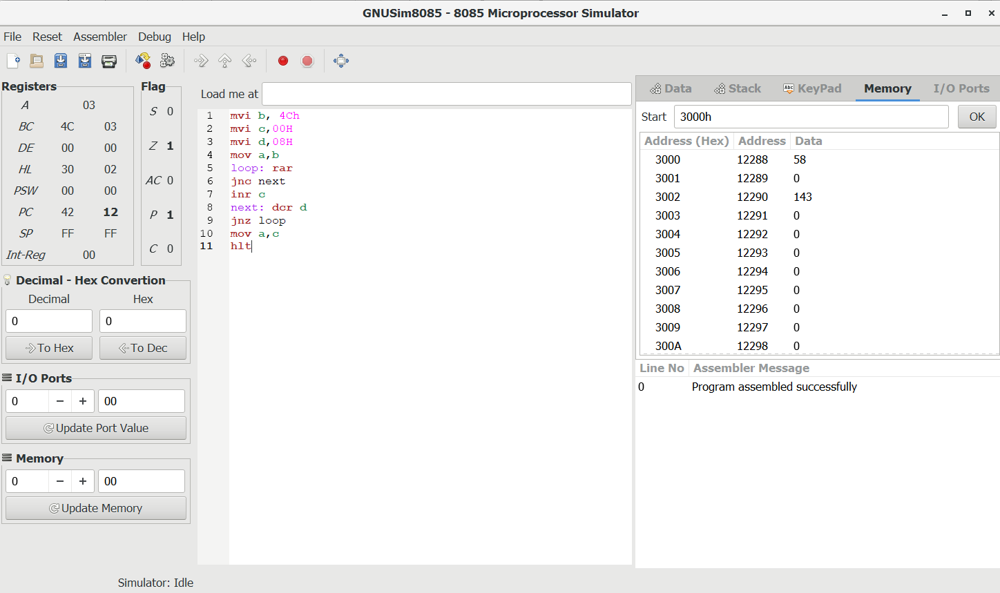 GNUSim8085 - 8085 Microprocessor Simulator
File Reset Assembler Debug Help
Registers
A 03
BC 4C 03
DE 00 00
HL 30 02
PSW 00 00
PC 42 12
SP FF FF
Int-Reg 00
Flag
S 0
Z 1
AC 0
P 1
C 0
Decimal - Hex Convertion
Decimal Hex
0 0
To Hex To Dec
I/O Ports
0 − + 00
Update Port Value
Memory
0 − + 00
Update Memory
Load me at
1 mvi b, 4Ch
2 mvi c,00H
3 mvi d,08H
4 mov a,b
5 loop: rar
6 jnc next
7 inr c
8 next: dcr d
9 jnz loop
10 mov a,c
11 hlt
Data Stack Abc KeyPad Memory I/O Ports
Start 3000h OK
Address (Hex) Address Data
3000 12288 58
3001 12289 0
3002 12290 143
3003 12291 0
3004 12292 0
3005 12293 0
3006 12294 0
3007 12295 0
3008 12296 0
3009 12297 0
300A 12298 0
Line No Assembler Message
0 Program assembled successfully
Simulator: Idle